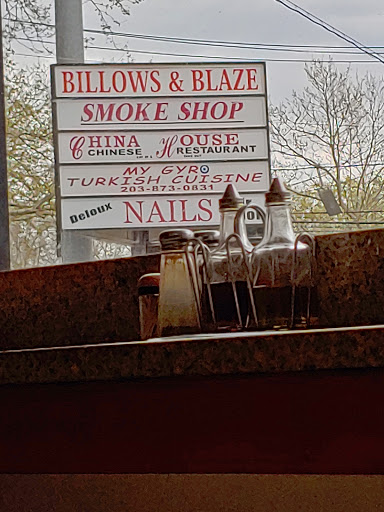 BILLOWS & BLAZE
SMOKE SHOP
CHINA HOUSE
CHINESE RESTAURANT
MY GYRO
TURKISH CUISINE
203-873-0831
Deloux NAILS